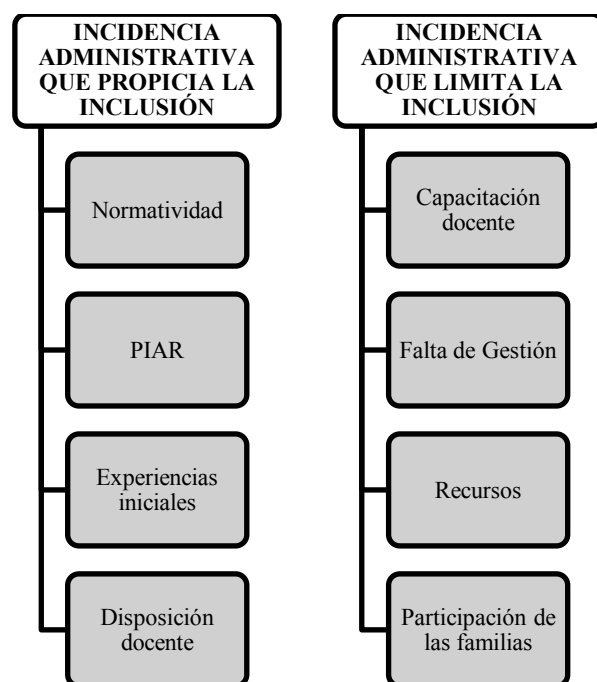 INCIDENCIA
ADMINISTRATIVA
QUE PROPICIA LA
INCLUSIÓN
Normatividad
PIAR
Experiencias
iniciales
Disposición
docente
INCIDENCIA
ADMINISTRATIVA
QUE LIMITA LA
INCLUSIÓN
Capacitación
docente
Falta de Gestión
Recursos
Participación de
las familias